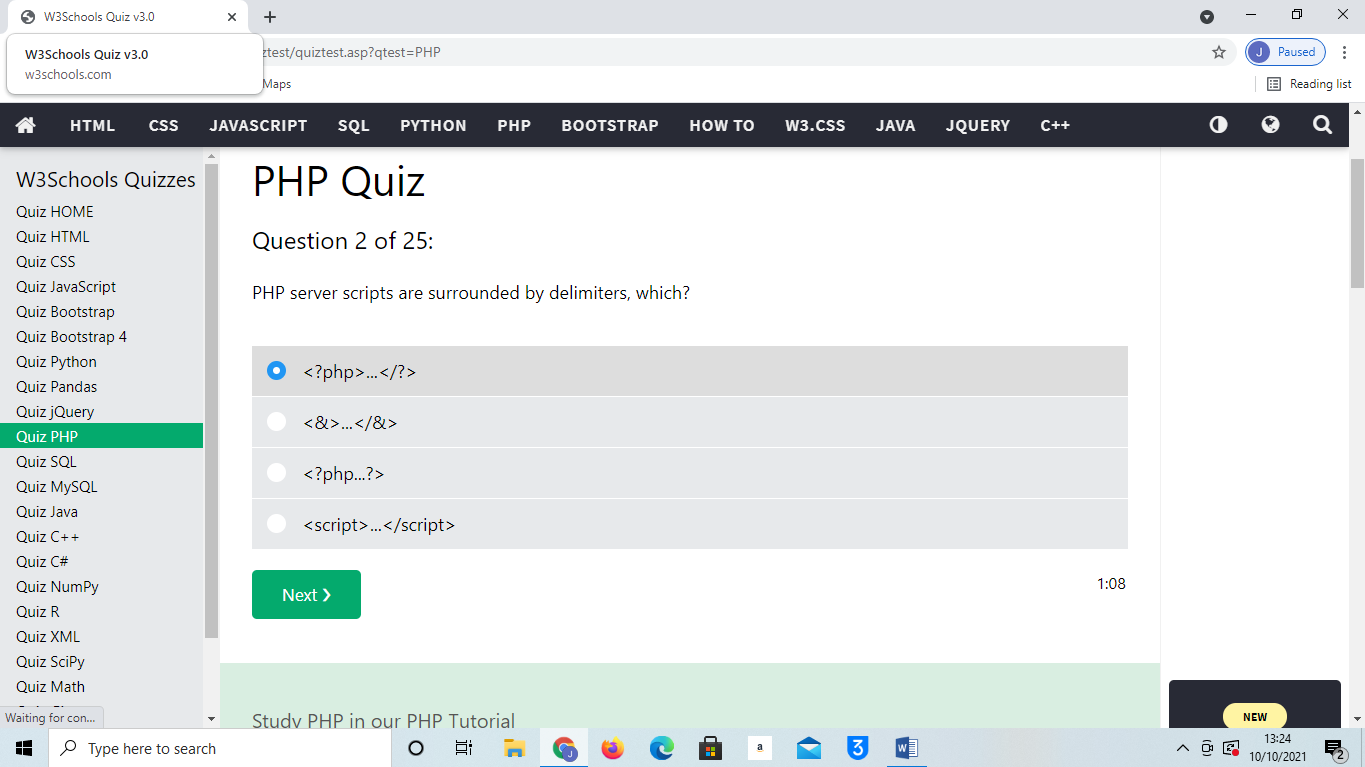 W3Schools Quiz v3.0
W3Schools Quiz v3.0
w3schools.com
ztest/quiztest.asp?qtest=PHP
J Paused
Maps
Reading list
HTML CSS JAVASCRIPT SQL PYTHON PHP BOOTSTRAP HOW TO W3.CSS JAVA JQUERY C++
W3Schools Quizzes
Quiz HOME
Quiz HTML
Quiz CSS
Quiz JavaScript
Quiz Bootstrap
Quiz Bootstrap 4
Quiz Python
Quiz Pandas
Quiz jQuery
Quiz PHP
Quiz SQL
Quiz MySQL
Quiz Java
Quiz C++
Quiz C#
Quiz NumPy
Quiz R
Quiz XML
Quiz SciPy
Quiz Math
Waiting for con...
PHP Quiz
Question 2 of 25:
PHP server scripts are surrounded by delimiters, which?
<?php>...</?>
<&>...</&>
<?php...?>
<script>...</script>
Next ❯
1:08
Study PHP in our PHP Tutorial
NEW
Type here to search
J
a
3
W
13:24
10/10/2021
2